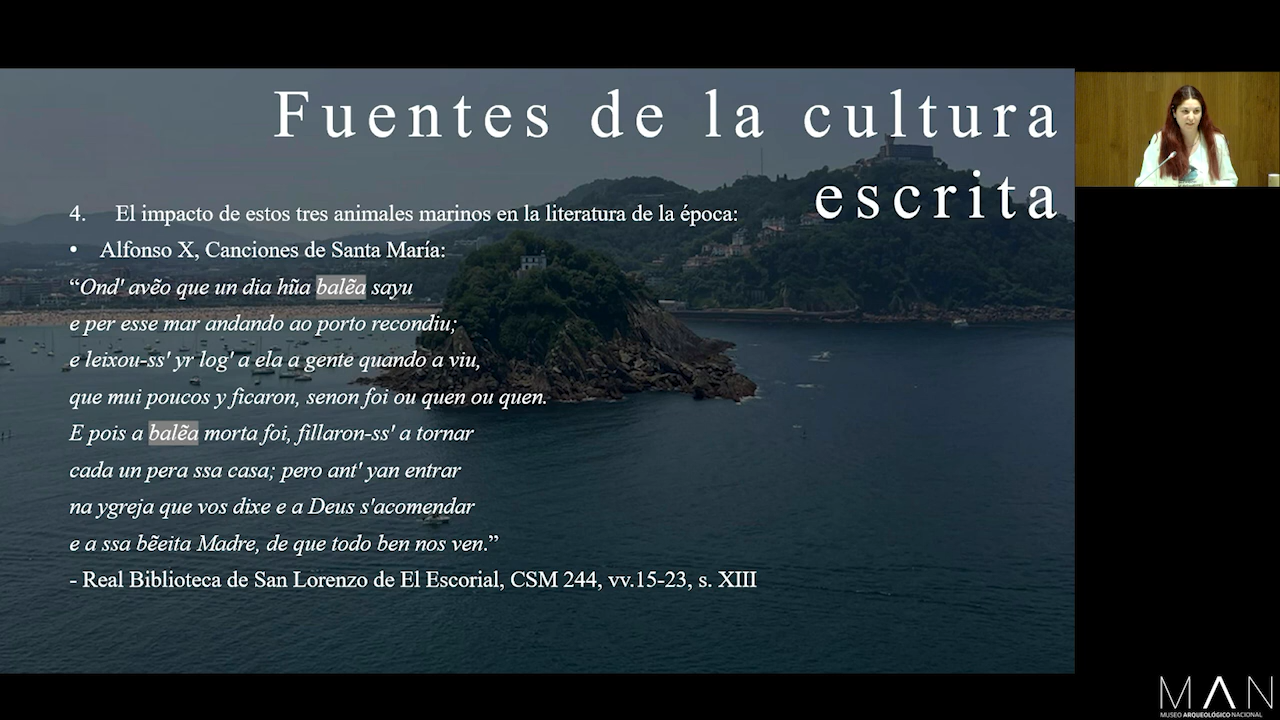 Fuentes de la cultura
escrita
4. El impacto de estos tres animales marinos en la literatura de la época:
• Alfonso X, Canciones de Santa María:
“Ond' avẽo que un dia hũa balẽa sayu
e per esse mar andando ao porto recondiu;
e leixou-ss' yr log' a ela a gente quando a viu,
que mui poucos y ficaron, senon foi ou quen ou quen.
E pois a balẽa morta foi, fillaron-ss' a tornar
cada un pera ssa casa; pero ant' yan entrar
na ygreja que vos dixe e a Deus s'acomendar
e a ssa bẽeita Madre, de que todo ben nos ven.”
- Real Biblioteca de San Lorenzo de El Escorial, CSM 244, vv.15-23, s. XIII
MAN
MUSEO ARQUEOLÓGICO NACIONAL